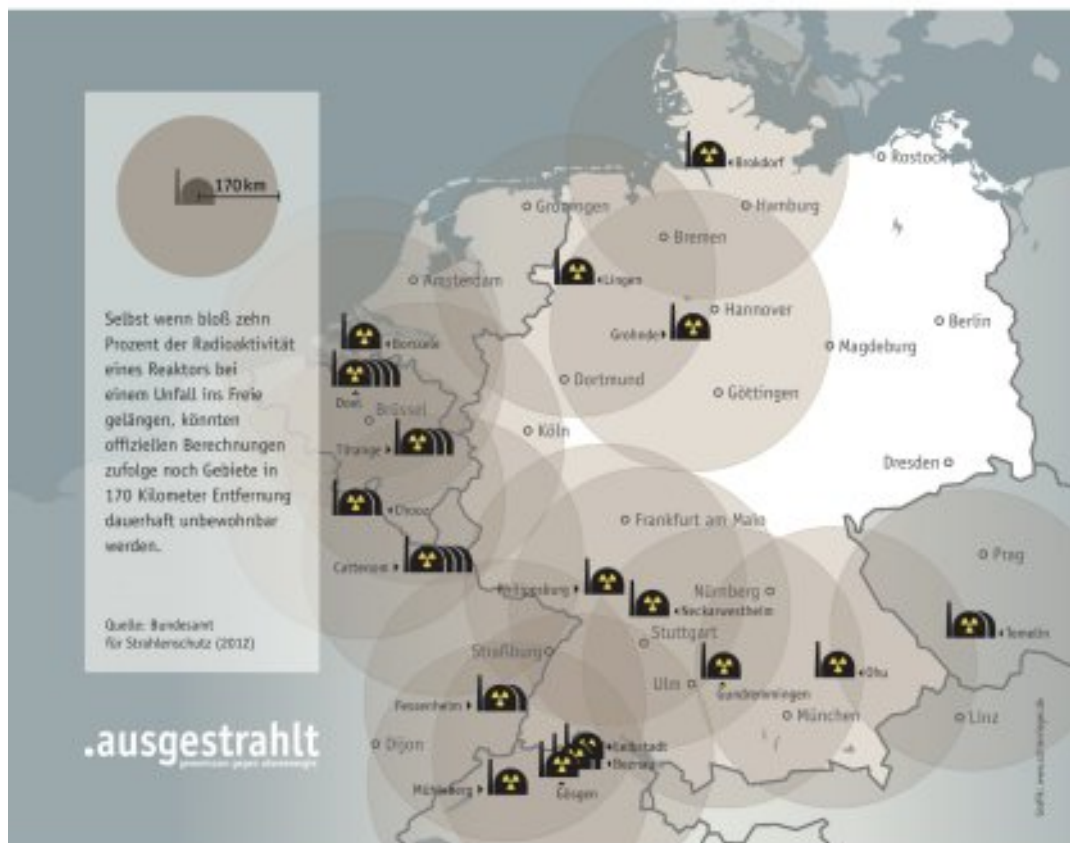 170 km
Selbst wenn bloß zehn
Prozent der Radioaktivität
eines Reaktors bei
einem Unfall ins Freie
gelängen, könnten
offiziellen Berechnungen
zufolge noch Gebiete in
170 Kilometer Entfernung
dauerhaft unbewohnbar
werden.
Quelle: Bundesamt
für Strahlenschutz (2012)
.ausgestrahlt
gemeinsam gegen atomenergie
Rostock
Brokdorf
Groningen
Hamburg
Bremen
Amsterdam
Lingen
Hannover
Grohnde
Berlin
Borssele
Magdeburg
Dortmund
Göttingen
Doel
Brüssel
Köln
Tihange
Dresden
Chooz
Frankfurt am Main
Prag
Cattenom
Philippsburg
Nürnberg
Neckarwestheim
Temelin
Stuttgart
Straßburg
Ulm
Ohu
Gundremmingen
Fessenheim
München
Linz
Dijon
Leibstadt
Beznau
Mühleberg
Gösgen